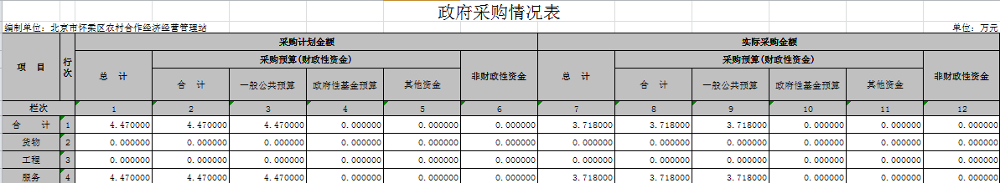 政府采购情况表
编制单位：北京市怀柔区农村合作经济经营管理站 单位：万元
项 目 行次 采购计划金额 实际采购金额
总 计 采购预算(财政性资金) 非财政性资金 总 计 采购预算(财政性资金) 非财政性资金
合 计 一般公共预算 政府性基金预算 其他资金 合 计 一般公共预算 政府性基金预算 其他资金
栏次 1 2 3 4 5 6 7 8 9 10 11 12
合 计 1 4.470000 4.470000 4.470000 0.000000 0.000000 0.000000 3.718000 3.718000 3.718000 0.000000 0.000000 0.000000
货物 2 0.000000 0.000000 0.000000 0.000000 0.000000 0.000000 0.000000 0.000000 0.000000 0.000000 0.000000 0.000000
工程 3 0.000000 0.000000 0.000000 0.000000 0.000000 0.000000 0.000000 0.000000 0.000000 0.000000 0.000000 0.000000
服务 4 4.470000 4.470000 4.470000 0.000000 0.000000 0.000000 3.718000 3.718000 3.718000 0.000000 0.000000 0.000000